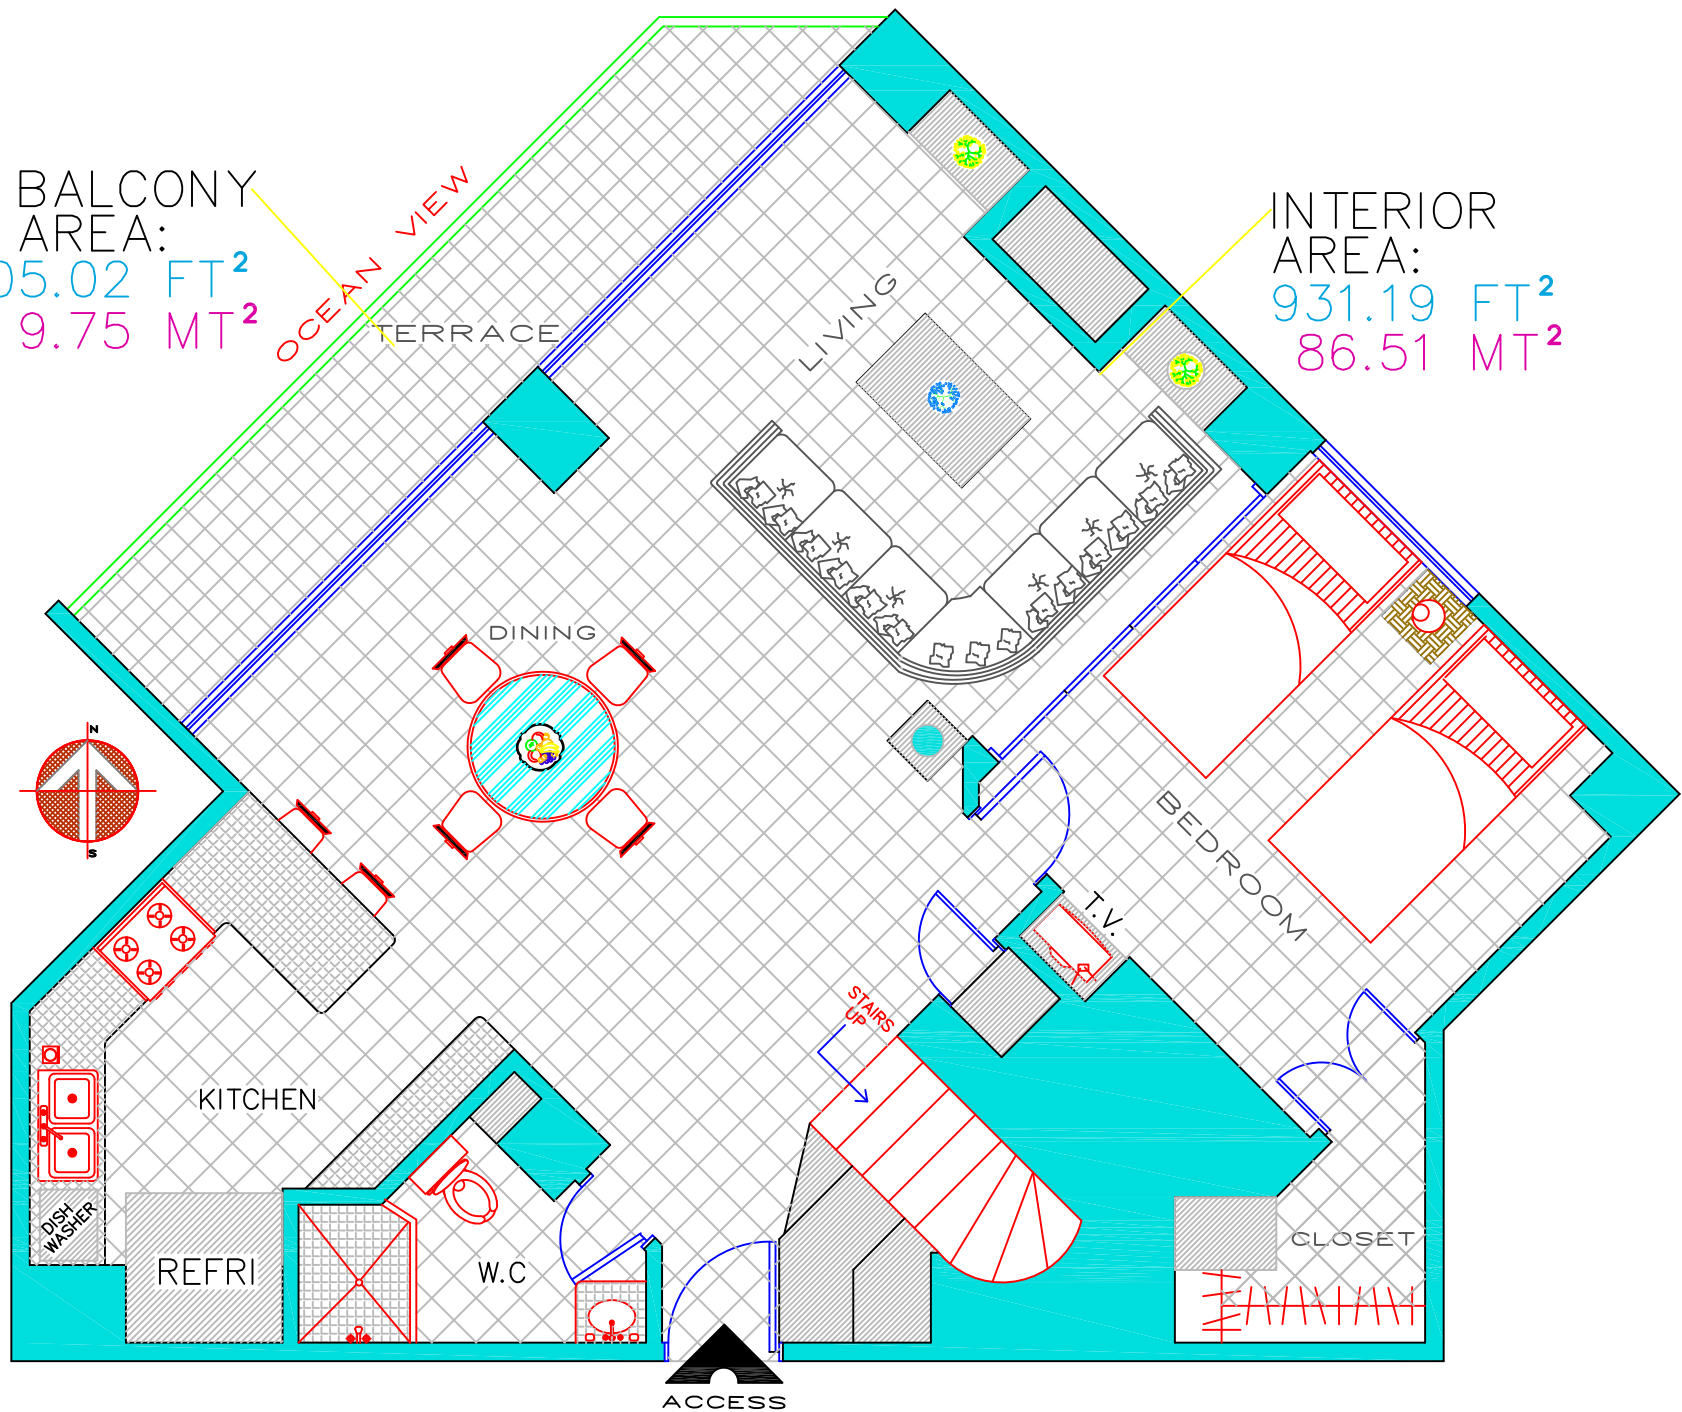 BALCONY
AREA:
05.02 FT²
9.75 MT²
OCEAN VIEW
TERRACE
INTERIOR
AREA:
931.19 FT²
86.51 MT²
LIVING
DINING
N
S
BEDROOM
T.V.
STAIRS
UP
KITCHEN
DISH
WASHER
REFRI
W.C
CLOSET
ACCESS